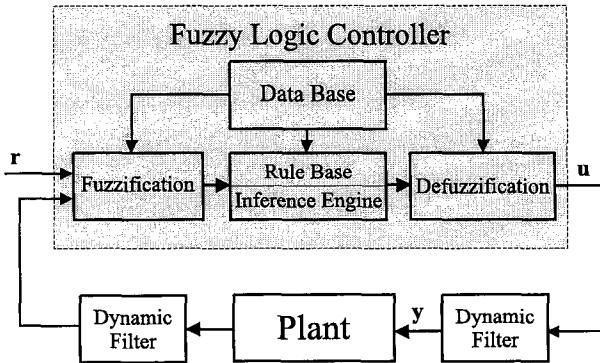 Fuzzy Logic Controller
Data Base
r
Fuzzification
Rule Base
Inference Engine
Defuzzification
u
Dynamic
Filter
Plant
y
Dynamic
Filter